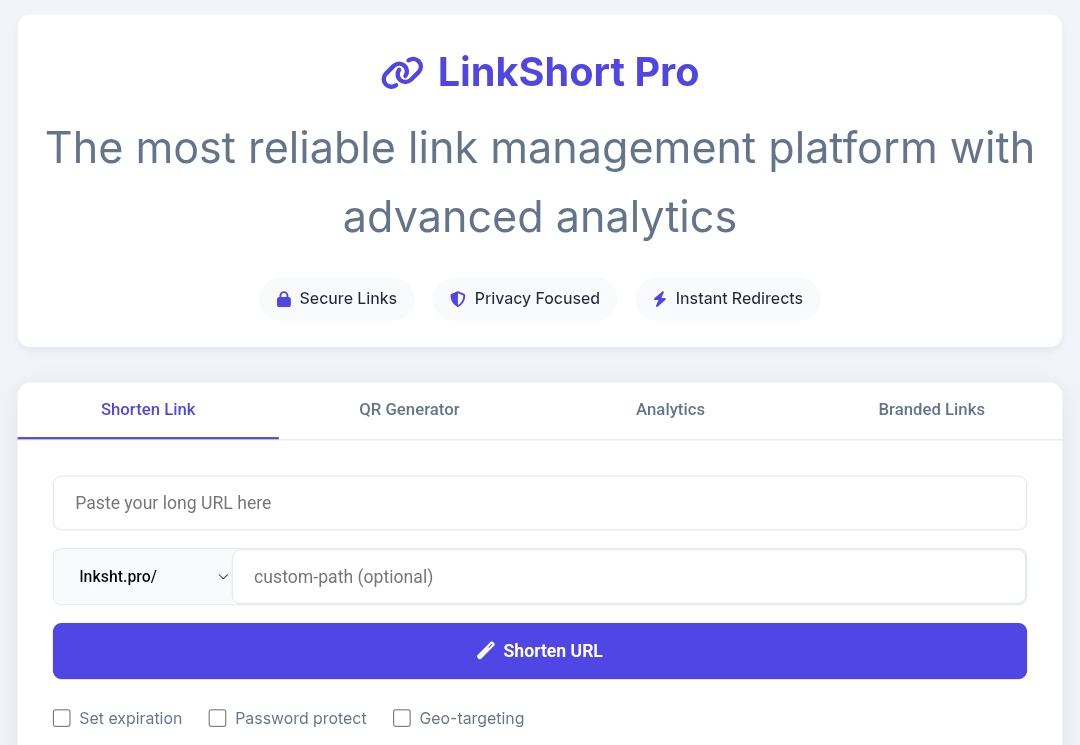 LinkShort Pro
The most reliable link management platform with
advanced analytics
Secure Links Privacy Focused Instant Redirects
Shorten Link QR Generator Analytics Branded Links
Paste your long URL here
lnksht.pro/ custom-path (optional)
Shorten URL
Set expiration Password protect Geo-targeting